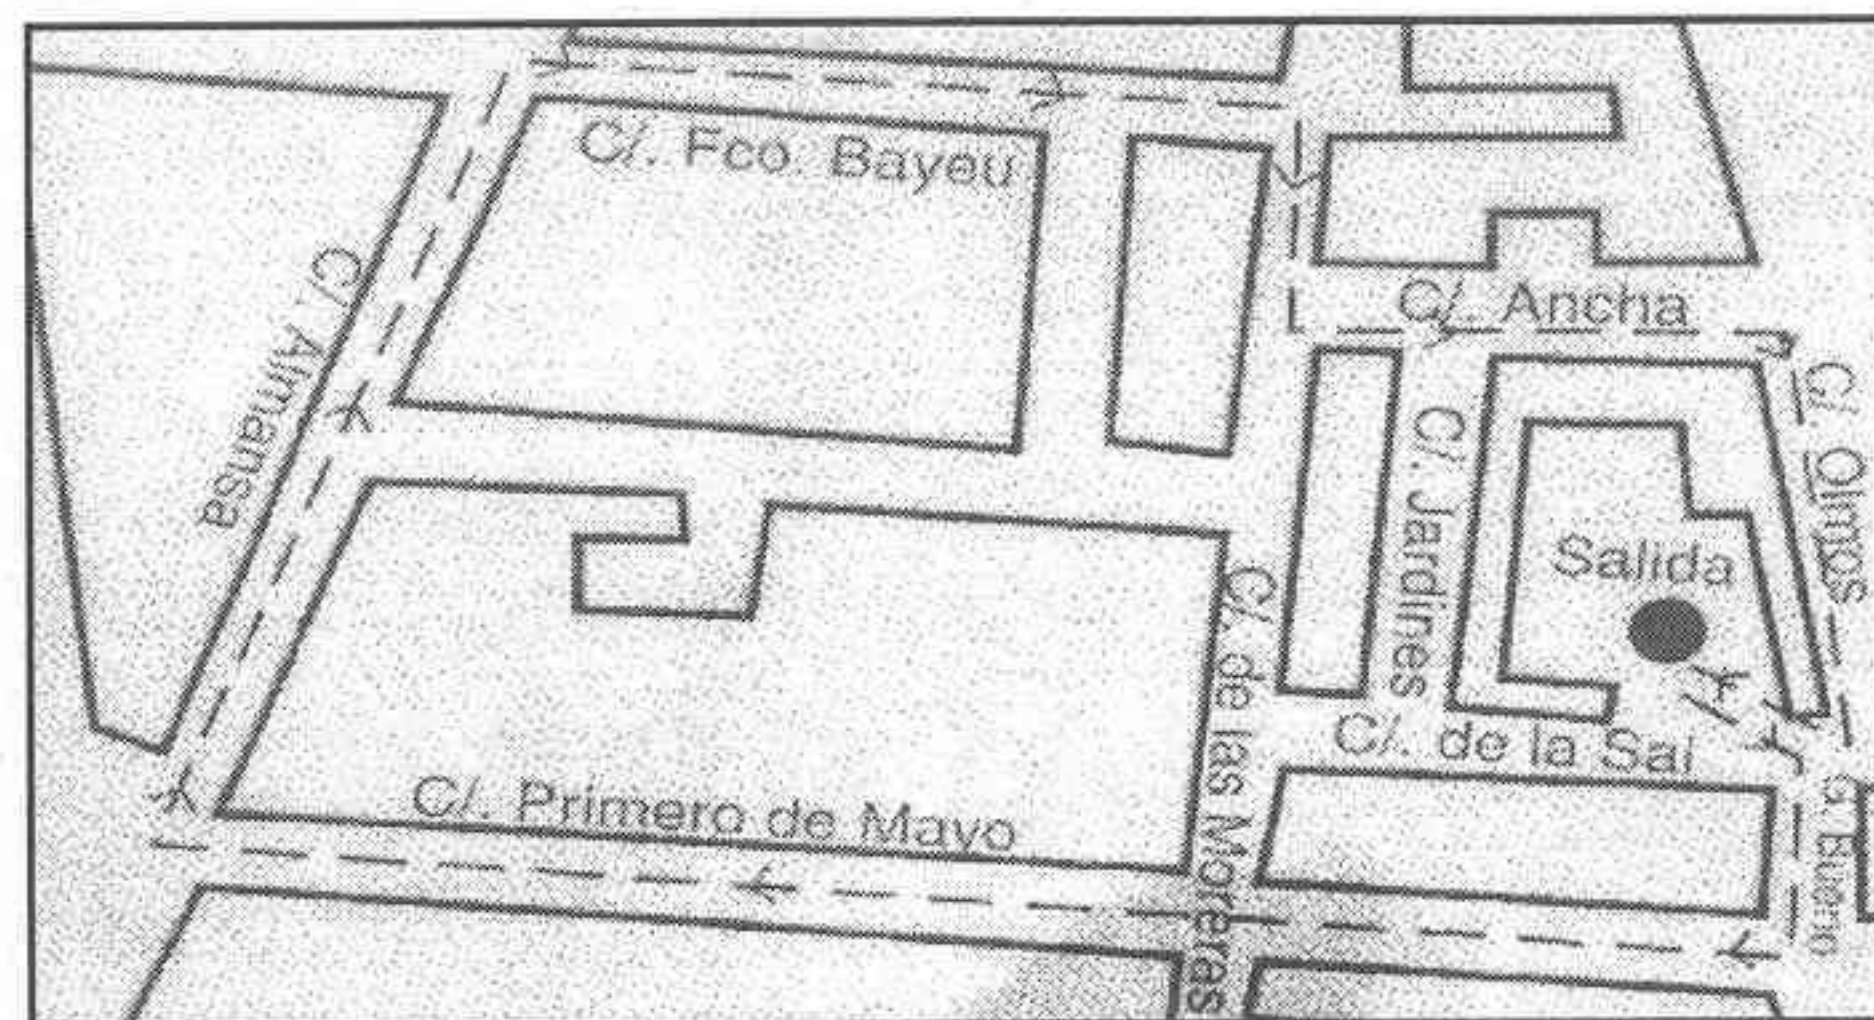 C/. Fco. Bayeu
C/. Almansa
C/. Ancha
C/. Olmos
C/. Jardines
Salida
C/. de las Moreras
C/. de la Sal
C/. Primero de Mayo
G. Bueno